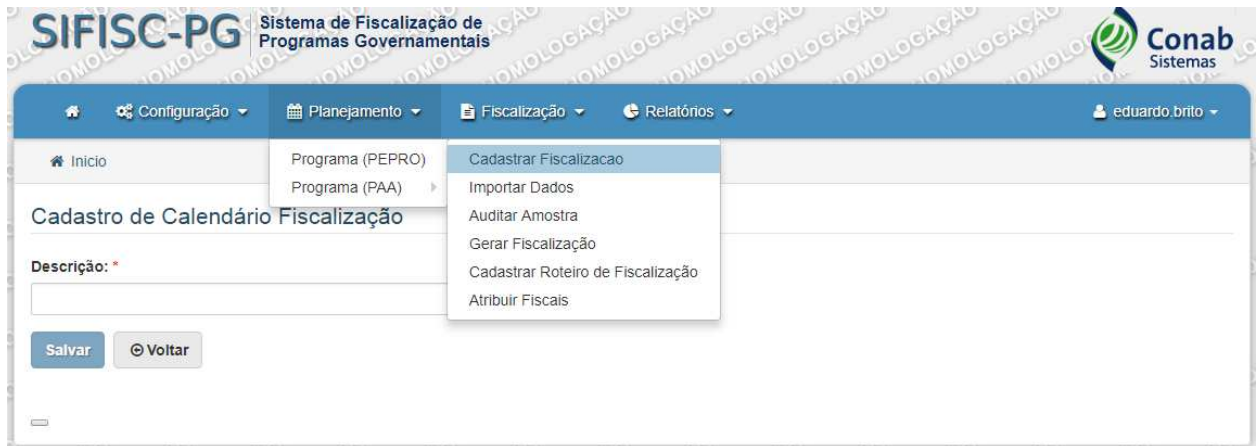 SIFISC-PG
Sistema de Fiscalização de
Programas Governamentais
HOMOLOGAÇÃO
Conab
Sistemas
Configuração
Planejamento
Fiscalização
Relatórios
eduardo.brito
Inicio
Programa (PEPRO)
Programa (PAA)
Cadastrar Fiscalizacao
Importar Dados
Auditar Amostra
Gerar Fiscalização
Cadastrar Roteiro de Fiscalização
Atribuir Fiscais
Cadastro de Calendário Fiscalização
Descrição: *
Salvar
Voltar